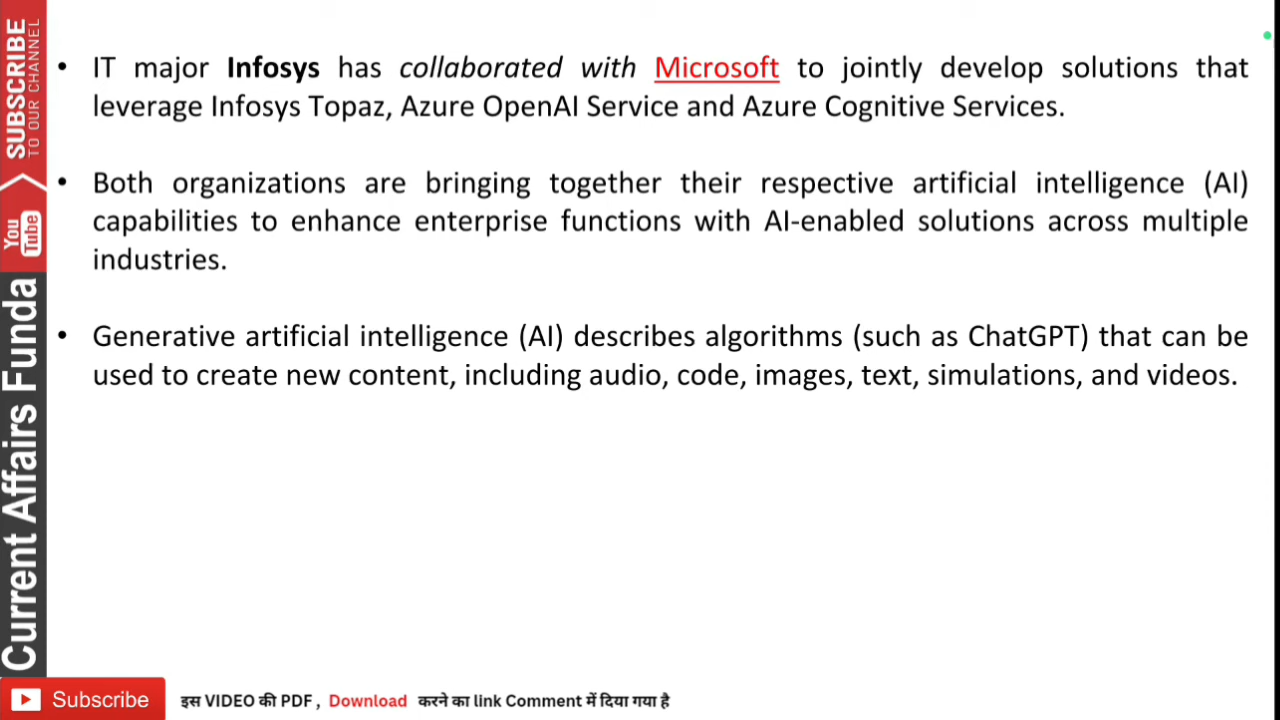 • IT major Infosys has collaborated with Microsoft to jointly develop solutions that
leverage Infosys Topaz, Azure OpenAI Service and Azure Cognitive Services.
• Both organizations are bringing together their respective artificial intelligence (AI)
capabilities to enhance enterprise functions with AI-enabled solutions across multiple
industries.
• Generative artificial intelligence (AI) describes algorithms (such as ChatGPT) that can be
used to create new content, including audio, code, images, text, simulations, and videos.
SUBSCRIBE
TO OUR CHANNEL
You
Tube
Current Affairs Funda
Subscribe
इस VIDEO की PDF , Download करने का link Comment में दिया गया है